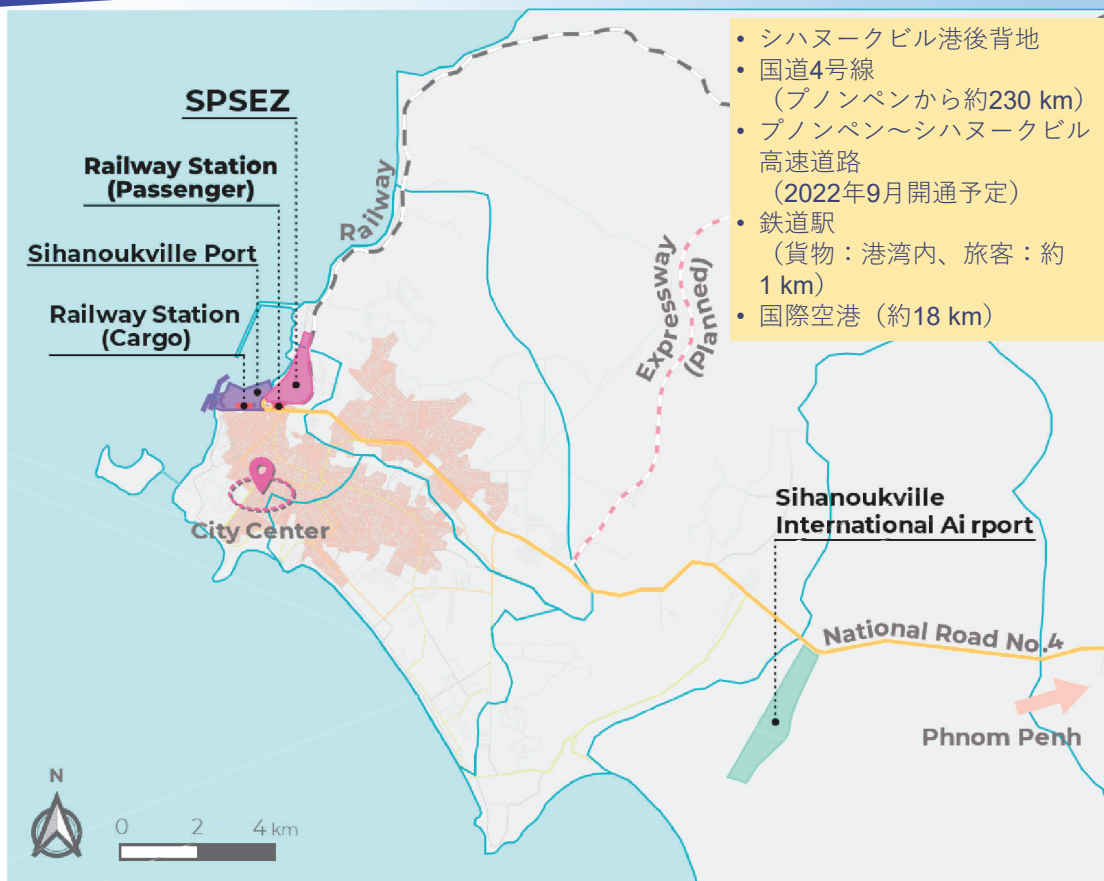 • シハヌークビル港後背地
• 国道4号線
（プノンペンから約230 km）
• プノンペン～シハヌークビル
高速道路
（2022年9月開通予定）
• 鉄道駅
（貨物：港湾内、旅客：約
1 km）
• 国際空港（約18 km）
SPSEZ
Railway Station
(Passenger)
Sihanoukville Port
Railway Station
(Cargo)
Railway
Expressway
(Planned)
City Center
Sihanoukville
International Ai rport
National Road No.4
Phnom Penh
N
0 2 4 km